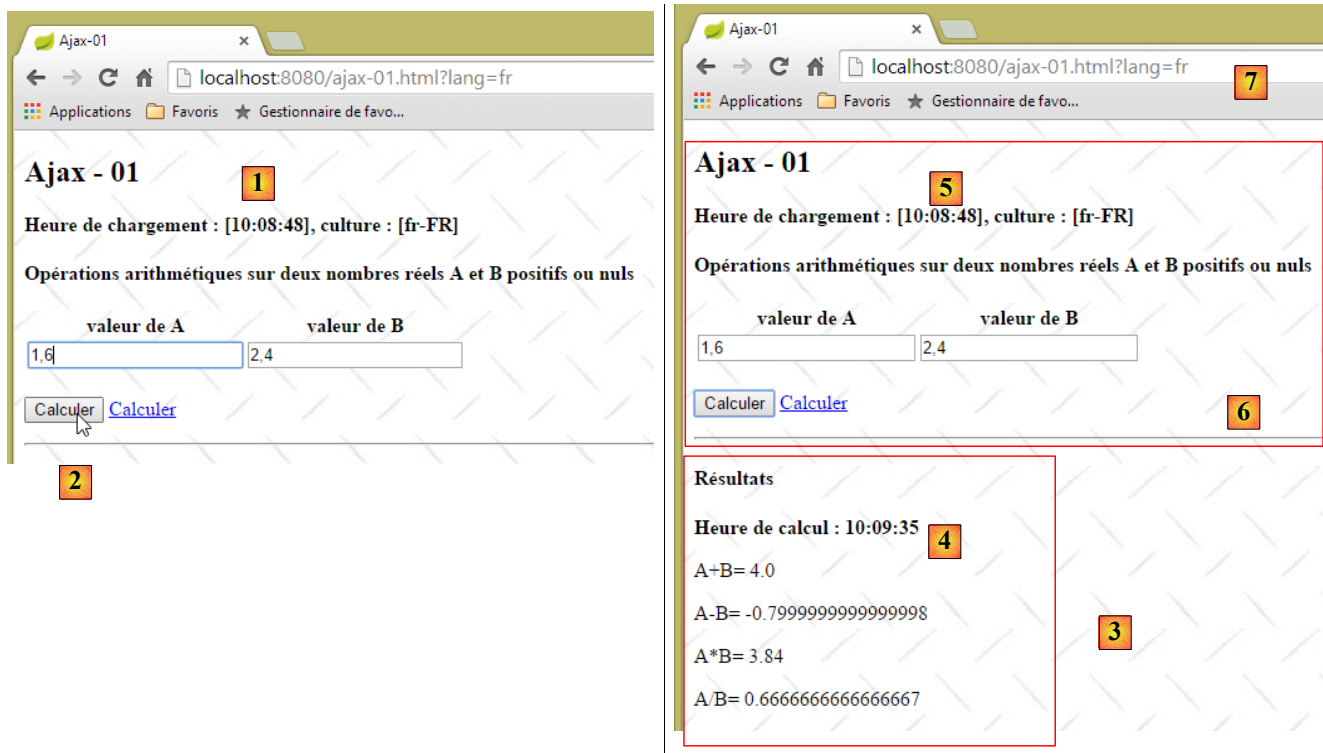 Ajax-01
localhost:8080/ajax-01.html?lang=fr
Applications Favoris Gestionnaire de favo...
Ajax - 01
1
Heure de chargement : [10:08:48], culture : [fr-FR]
Opérations arithmétiques sur deux nombres réels A et B positifs ou nuls
valeur de A valeur de B
1,6 2,4
Calculer Calculer
2
Ajax-01
localhost:8080/ajax-01.html?lang=fr
7
Applications Favoris Gestionnaire de favo...
Ajax - 01
5
Heure de chargement : [10:08:48], culture : [fr-FR]
Opérations arithmétiques sur deux nombres réels A et B positifs ou nuls
valeur de A valeur de B
1,6 2,4
Calculer Calculer
6
Résultats
Heure de calcul : 10:09:35
4
A+B= 4.0
A-B= -0.7999999999999998
3
A*B= 3.84
A/B= 0.6666666666666667